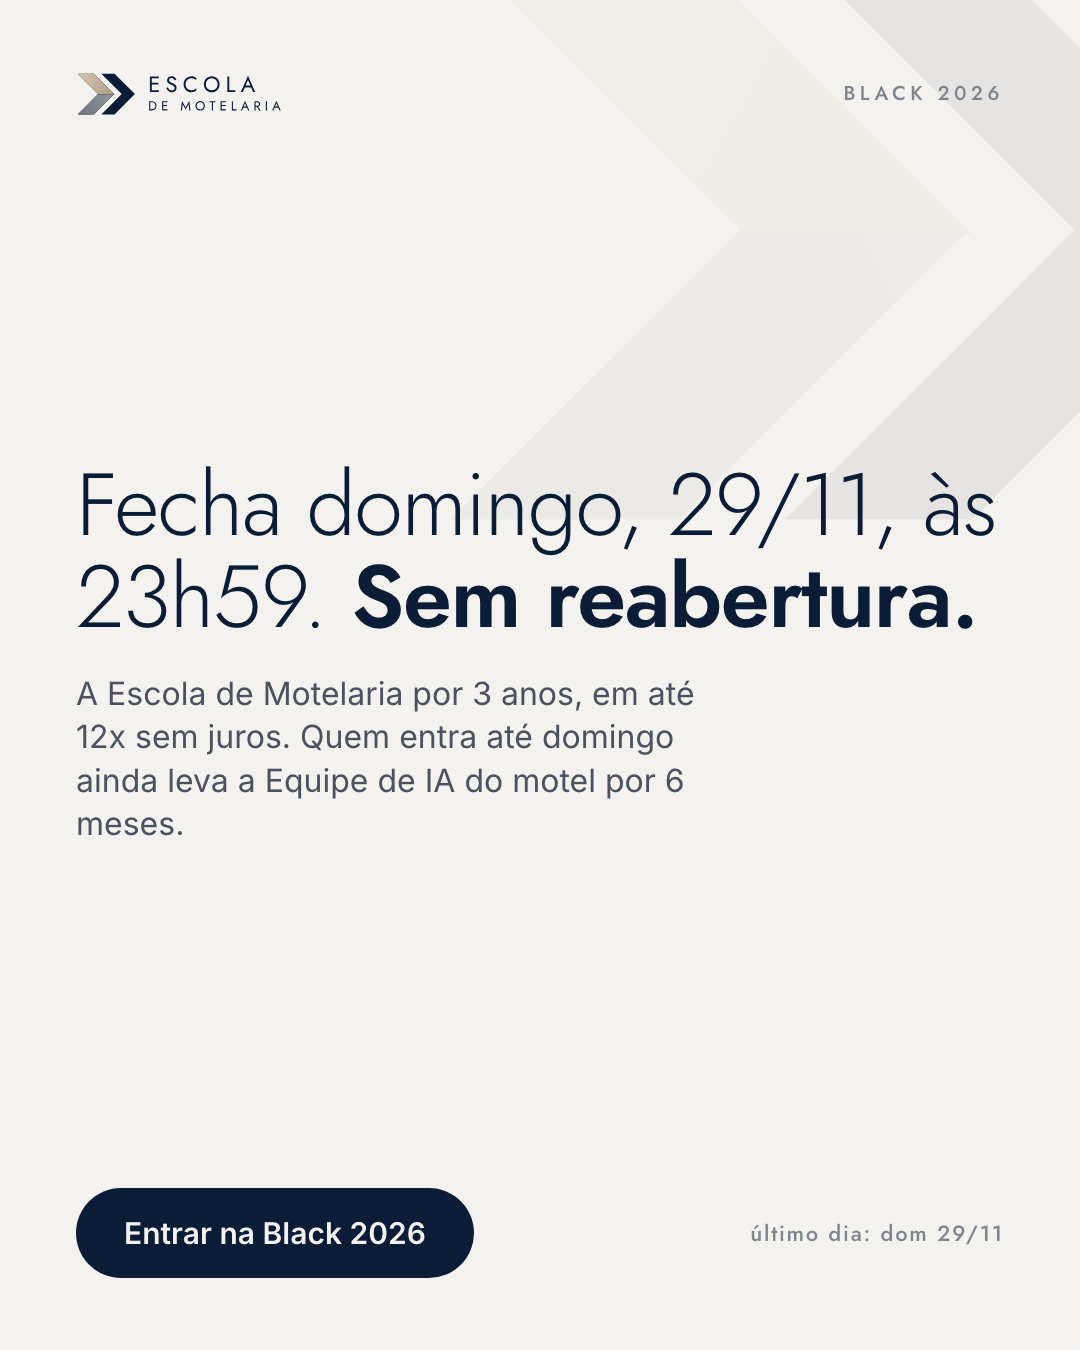 ESCOLA
DE MOTELARIA
BLACK 2026
Fecha domingo, 29/11, às
23h59. Sem reabertura.
A Escola de Motelaria por 3 anos, em até
12x sem juros. Quem entra até domingo
ainda leva a Equipe de IA do motel por 6
meses.
Entrar na Black 2026
último dia: dom 29/11